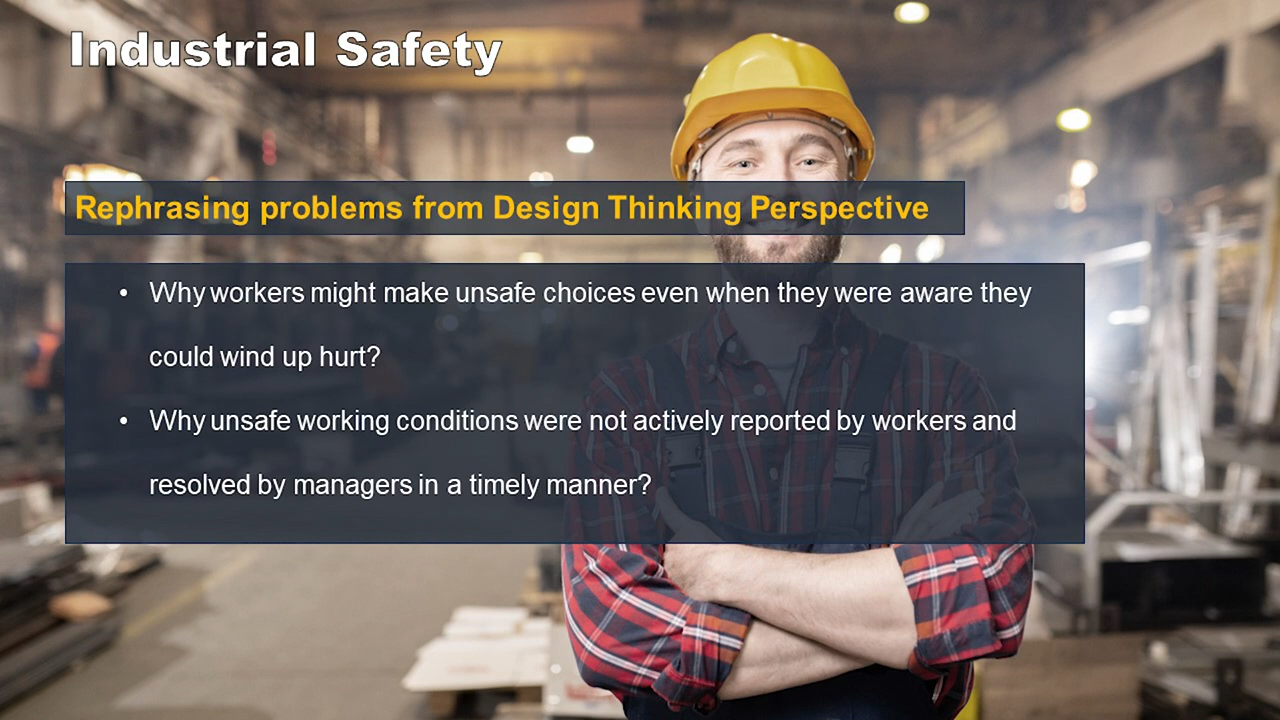 Industrial Safety
Rephrasing problems from Design Thinking Perspective
• Why workers might make unsafe choices even when they were aware they
could wind up hurt?
• Why unsafe working conditions were not actively reported by workers and
resolved by managers in a timely manner?